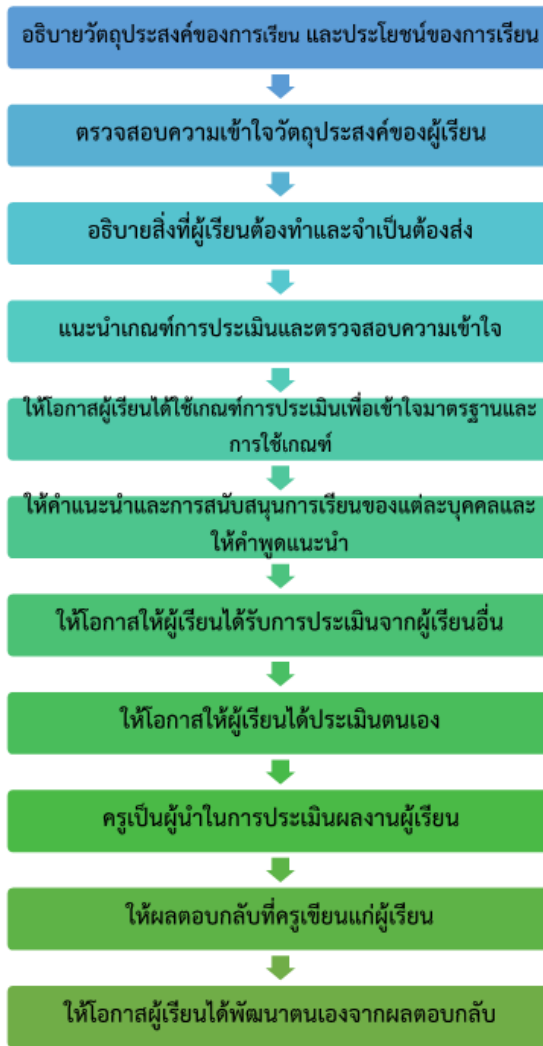 อธิบายวัตถุประสงค์ของการเรียน และประโยชน์ของการเรียน
ตรวจสอบความเข้าใจวัตถุประสงค์ของผู้เรียน
อธิบายสิ่งที่ผู้เรียนต้องทำและจำเป็นต้องส่ง
แนะนำเกณฑ์การประเมินและตรวจสอบความเข้าใจ
ให้โอกาสผู้เรียนได้ใช้เกณฑ์การประเมินเพื่อเข้าใจมาตรฐานและ
การใช้เกณฑ์
ให้คำแนะนำและการสนับสนุนการเรียนของแต่ละบุคคลและ
ให้คำพูดแนะนำ
ให้โอกาสให้ผู้เรียนได้รับการประเมินจากผู้เรียนอื่น
ให้โอกาสให้ผู้เรียนได้ประเมินตนเอง
ครูเป็นผู้นำในการประเมินผลงานผู้เรียน
ให้ผลตอบกลับที่ครูเขียนแก่ผู้เรียน
ให้โอกาสผู้เรียนได้พัฒนาตนเองจากผลตอบกลับ